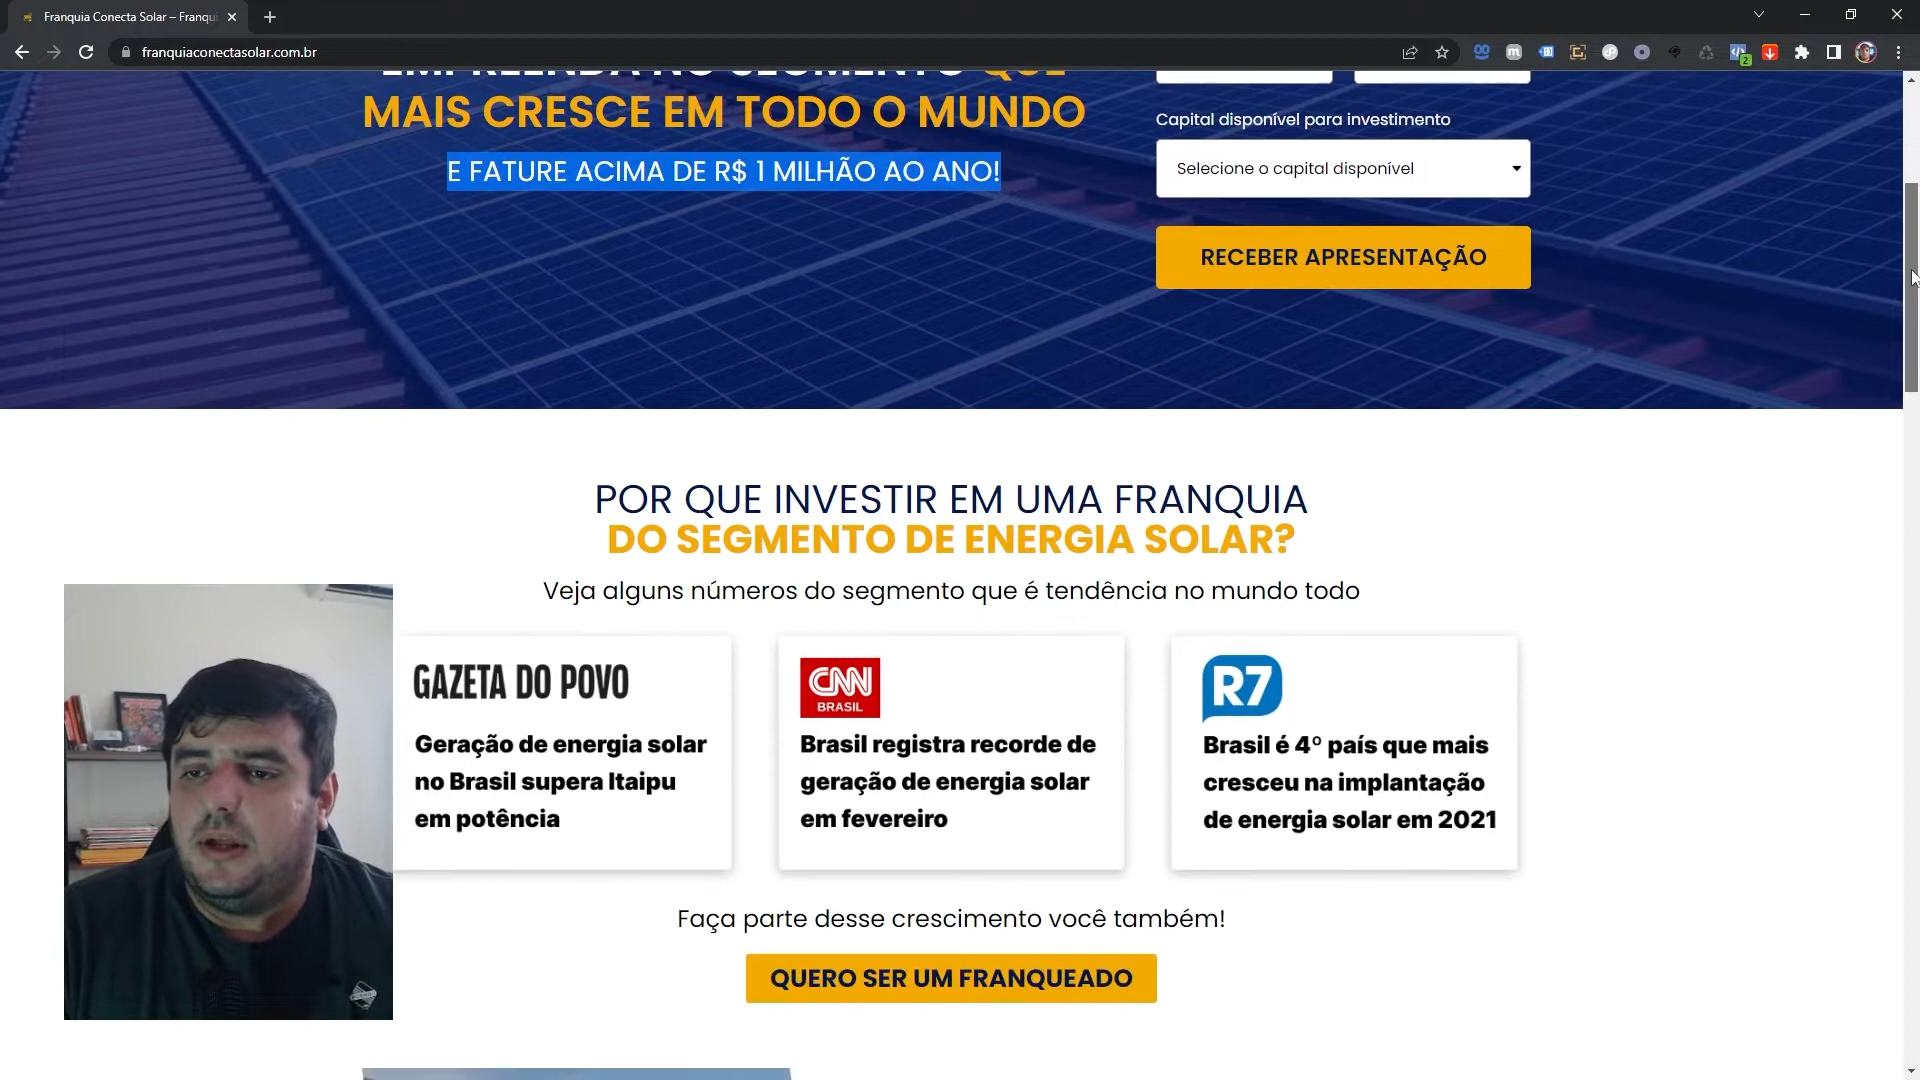 Franquia Conecta Solar – Franqui
franquiaconectasolar.com.br
2
EMPREENDA NO SEGMENTO QUE
MAIS CRESCE EM TODO O MUNDO
E FATURE ACIMA DE R$ 1 MILHÃO AO ANO!
Capital disponível para investimento
Selecione o capital disponível
RECEBER APRESENTAÇÃO
POR QUE INVESTIR EM UMA FRANQUIA
DO SEGMENTO DE ENERGIA SOLAR?
Veja alguns números do segmento que é tendência no mundo todo
GAZETA DO POVO
Geração de energia solar
no Brasil supera Itaipu
em potência
CNN
BRASIL
Brasil registra recorde de
geração de energia solar
em fevereiro
R7
Brasil é 4º país que mais
cresceu na implantação
de energia solar em 2021
Faça parte desse crescimento você também!
QUERO SER UM FRANQUEADO